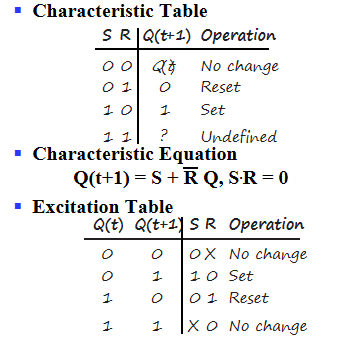 Characteristic Table
S R Q(t+1) Operation
0 0 Q(t) No change
0 1 0 Reset
1 0 1 Set
1 1 ? Undefined
Characteristic Equation
Q(t+1) = S + R̅ Q, S·R = 0
Excitation Table
Q(t) Q(t+1) S R Operation
0 0 0 X No change
0 1 1 0 Set
1 0 0 1 Reset
1 1 X 0 No change